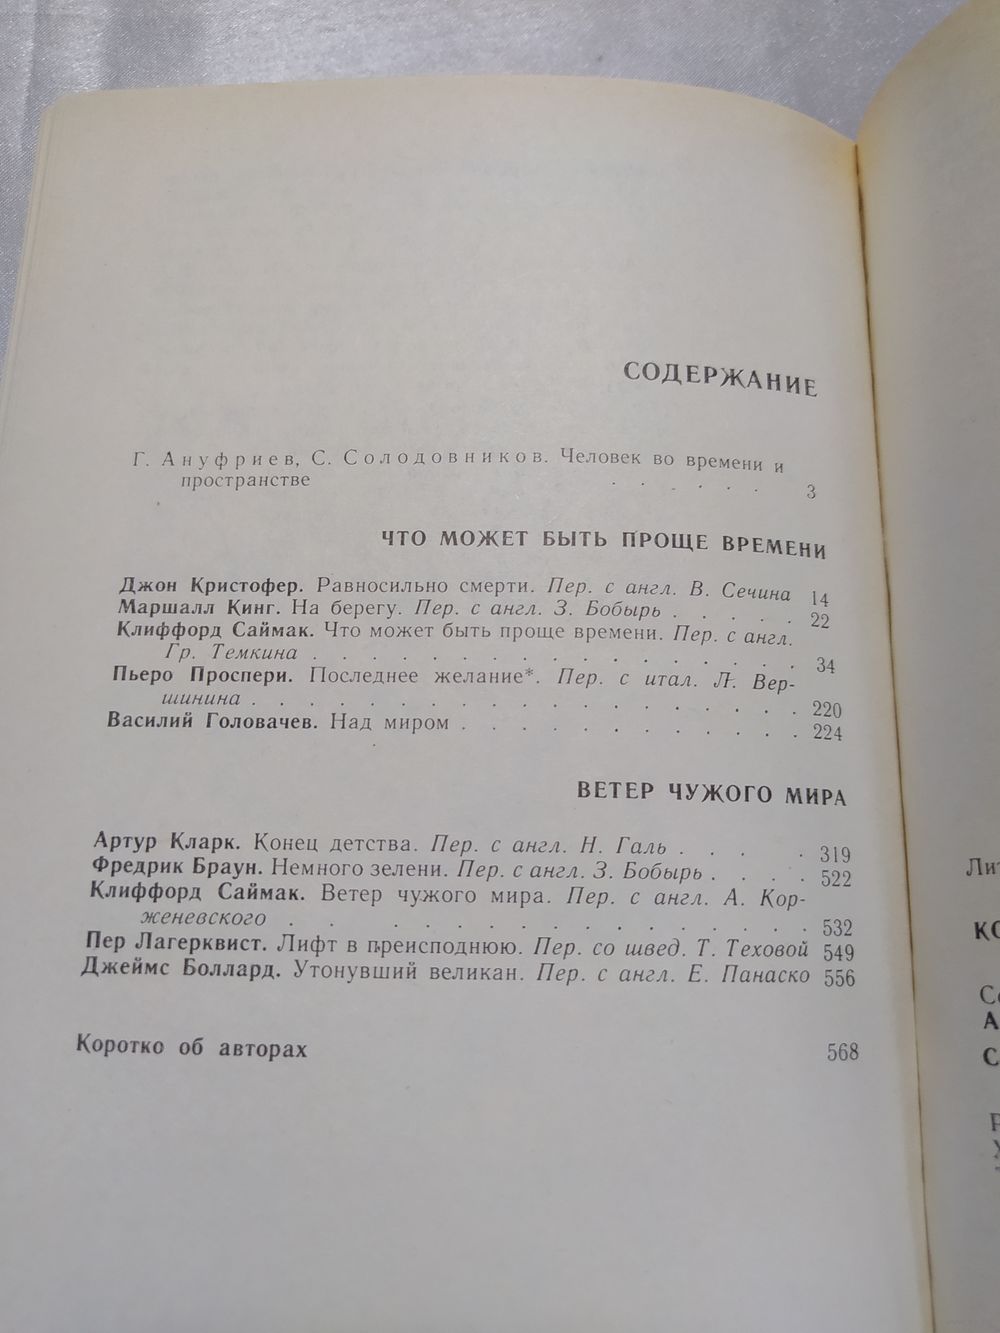 СОДЕРЖАНИЕ
Г. Ануфриев, С. Солодовников. Человек во времени и
пространстве . . . . . . 3
ЧТО МОЖЕТ БЫТЬ ПРОЩЕ ВРЕМЕНИ
Джон Кристофер. Равносильно смерти. Пер. с англ. В. Сечина 14
Маршалл Кинг. На берегу. Пер. с англ. З. Бобырь . . . . . 22
Клиффорд Саймак. Что может быть проще времени. Пер. с англ.
Гр. Темкина . . . . . . . . . . . . . 34
Пьеро Проспери. Последнее желание*. Пер. с итал. Л. Вер-
шинина . . . . . . . . . . . . . . . 220
Василий Головачев. Над миром . . . . . . . . . . . 224
ВЕТЕР ЧУЖОГО МИРА
Артур Кларк. Конец детства. Пер. с англ. Н. Галь . . . . 319
Фредрик Браун. Немного зелени. Пер. с англ. З. Бобырь . . . . 522
Клиффорд Саймак. Ветер чужого мира. Пер. с англ. А. Кор-
женевского . . . . . . . . . . . . . 532
Пер Лагерквист. Лифт в преисподнюю. Пер. со швед. Т. Теховой 549
Джеймс Боллард. Утонувший великан. Пер. с англ. Е. Панаско 556
Коротко об авторах 568